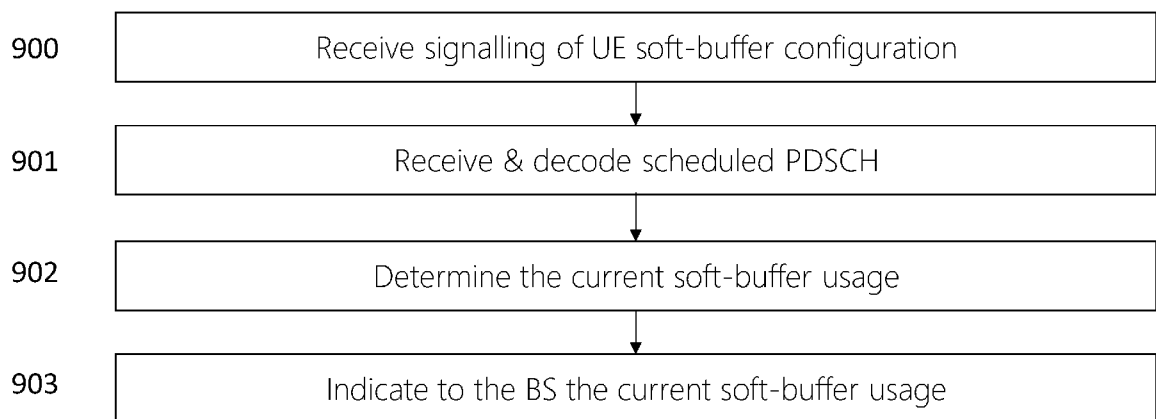 900 Receive signalling of UE soft-buffer configuration
901 Receive & decode scheduled PDSCH
902 Determine the current soft-buffer usage
903 Indicate to the BS the current soft-buffer usage